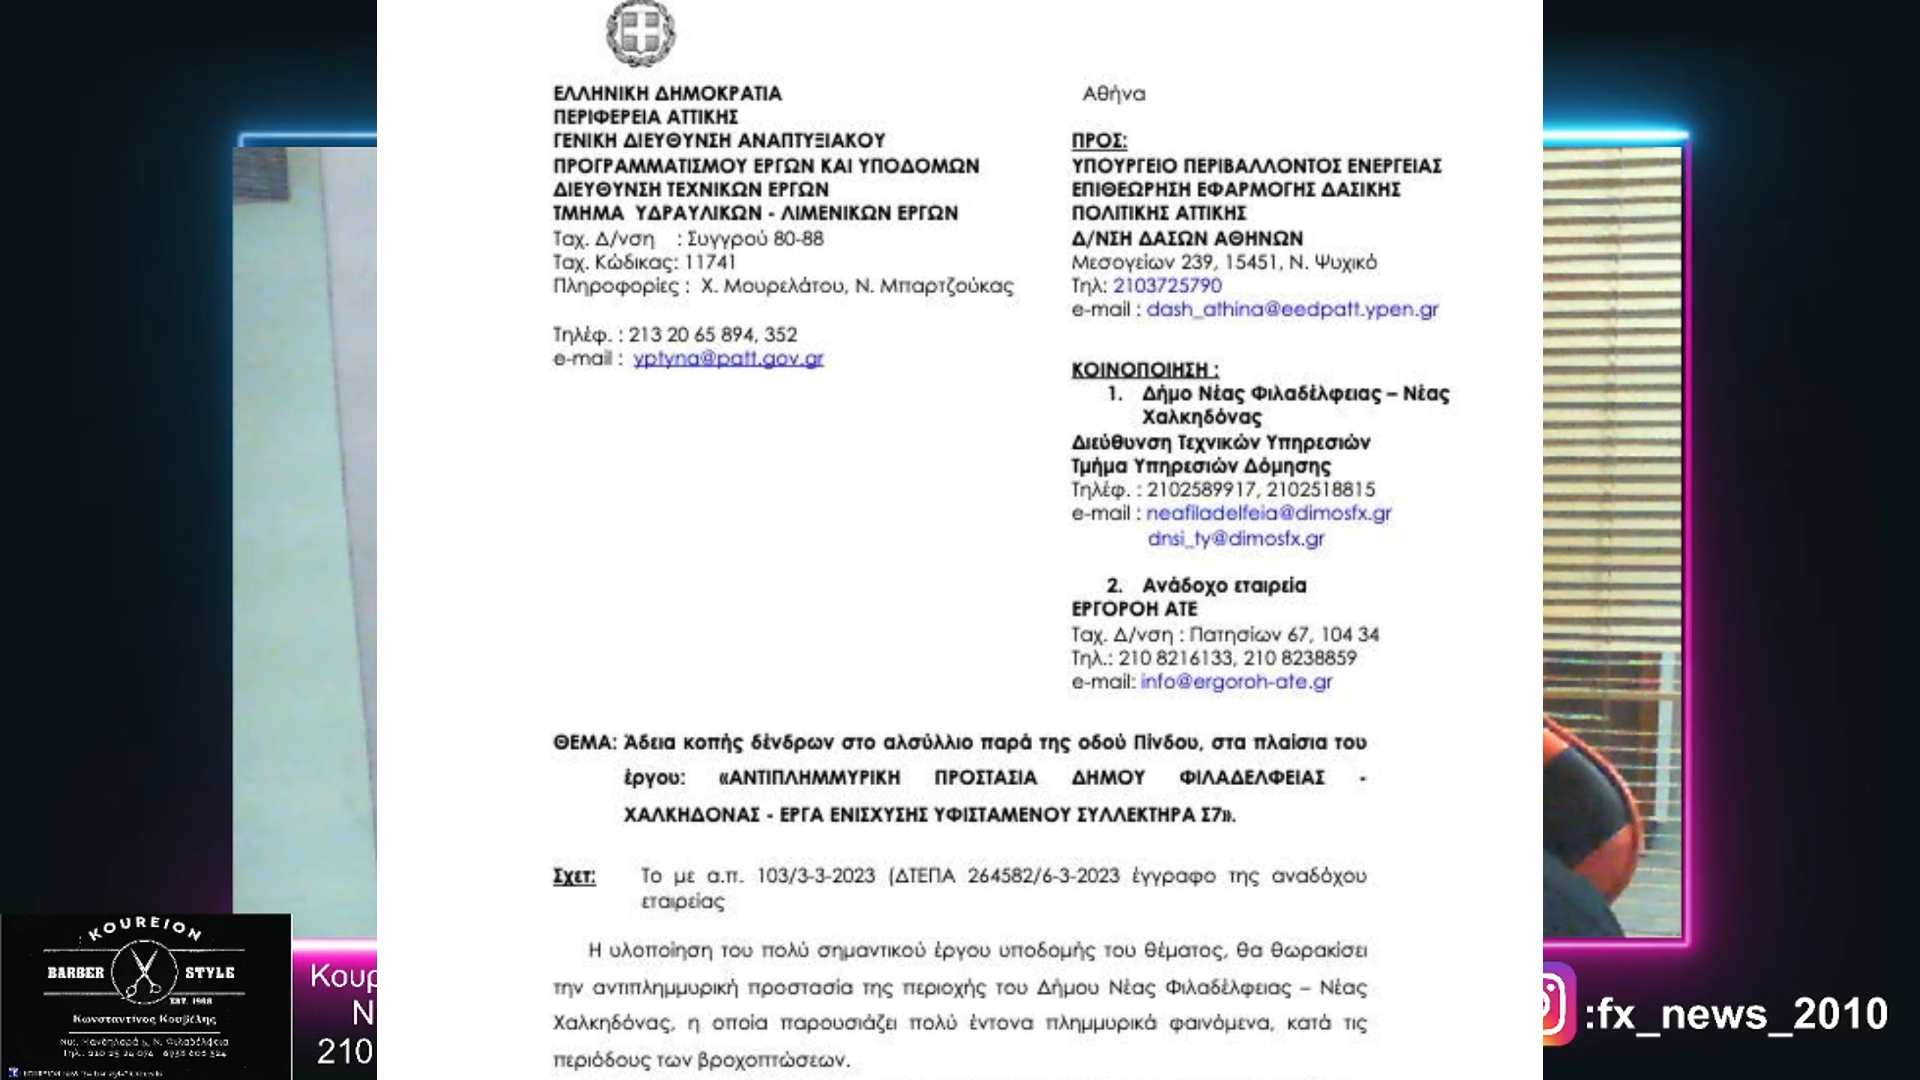 ΕΛΛΗΝΙΚΗ ΔΗΜΟΚΡΑΤΙΑ
ΠΕΡΙΦΕΡΕΙΑ ΑΤΤΙΚΗΣ
ΓΕΝΙΚΗ ΔΙΕΥΘΥΝΣΗ ΑΝΑΠΤΥΞΙΑΚΟΥ
ΠΡΟΓΡΑΜΜΑΤΙΣΜΟΥ ΕΡΓΩΝ ΚΑΙ ΥΠΟΔΟΜΩΝ
ΔΙΕΥΘΥΝΣΗ ΤΕΧΝΙΚΩΝ ΕΡΓΩΝ
ΤΜΗΜΑ ΥΔΡΑΥΛΙΚΩΝ - ΛΙΜΕΝΙΚΩΝ ΕΡΓΩΝ
Ταχ. Δ/νση : Συγγρού 80-88
Ταχ. Κώδικας: 11741
Πληροφορίες : Χ. Μουρελάτου, Ν. Μπαρτζούκας
Τηλέφ. : 213 20 65 894, 352
e-mail : yptyna@patt.gov.gr
Αθήνα
ΠΡΟΣ:
ΥΠΟΥΡΓΕΙΟ ΠΕΡΙΒΑΛΛΟΝΤΟΣ ΕΝΕΡΓΕΙΑΣ
ΕΠΙΘΕΩΡΗΣΗ ΕΦΑΡΜΟΓΗΣ ΔΑΣΙΚΗΣ
ΠΟΛΙΤΙΚΗΣ ΑΤΤΙΚΗΣ
Δ/ΝΣΗ ΔΑΣΩΝ ΑΘΗΝΩΝ
Μεσογείων 239, 15451, Ν. Ψυχικό
Τηλ: 2103725790
e-mail : dash_athina@eedpatt.ypen.gr
ΚΟΙΝΟΠΟΙΗΣΗ :
1. Δήμο Νέας Φιλαδέλφειας – Νέας
Χαλκηδόνας
Διεύθυνση Τεχνικών Υπηρεσιών
Τμήμα Υπηρεσιών Δόμησης
Τηλέφ. : 2102589917, 2102518815
e-mail : neafiladelfeia@dimosfx.gr
dnsi_ty@dimosfx.gr
2. Ανάδοχο εταιρεία
ΕΡΓΟΡΟΗ ΑΤΕ
Ταχ. Δ/νση : Πατησίων 67, 104 34
Τηλ.: 210 8216133, 210 8238859
e-mail: info@ergoroh-ate.gr
ΘΕΜΑ: Άδεια κοπής δένδρων στο αλσύλλιο παρά της οδού Πίνδου, στα πλαίσια του
έργου: «ΑΝΤΙΠΛΗΜΜΥΡΙΚΗ ΠΡΟΣΤΑΣΙΑ ΔΗΜΟΥ ΦΙΛΑΔΕΛΦΕΙΑΣ -
ΧΑΛΚΗΔΟΝΑΣ - ΕΡΓΑ ΕΝΙΣΧΥΣΗΣ ΥΦΙΣΤΑΜΕΝΟΥ ΣΥΛΛΕΚΤΗΡΑ Σ7».
Σχετ: Το με α.π. 103/3-3-2023 (ΔΤΕΠΑ 264582/6-3-2023 έγγραφο της αναδόχου
εταιρείας
Η υλοποίηση του πολύ σημαντικού έργου υποδομής του θέματος, θα θωρακίσει
την αντιπλημμυρική προστασία της περιοχής του Δήμου Νέας Φιλαδέλφειας – Νέας
Χαλκηδόνας, η οποία παρουσιάζει πολύ έντονα πλημμυρικά φαινόμενα, κατά τις
περιόδους των βροχοπτώσεων.
KOUREION
BARBER STYLE
EST. 1988
Κωνσταντίνος Κουβέλης
Κουρ
Ν
210
:fx_news_2010